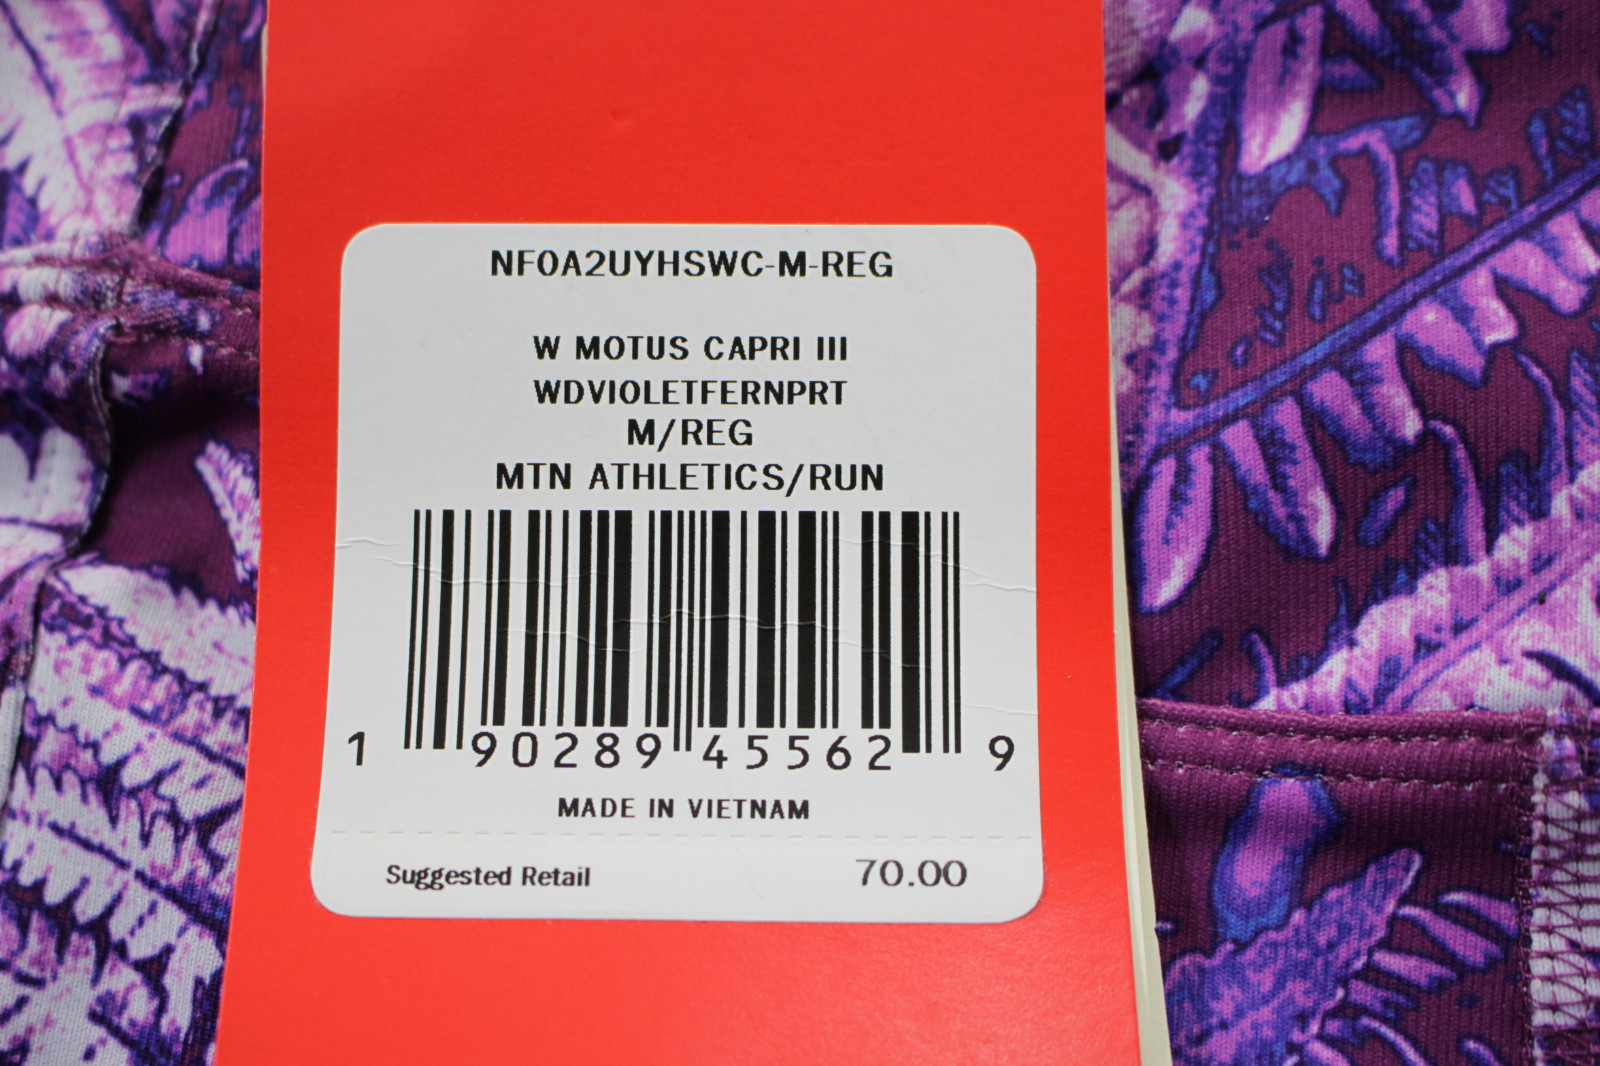 NF0A2UYHSWC-M-REG
W MOTUS CAPRI III
WDVIOLETFERNPRT
M/REG
MTN ATHLETICS/RUN
1 90289 45562 9
MADE IN VIETNAM
Suggested Retail 70.00